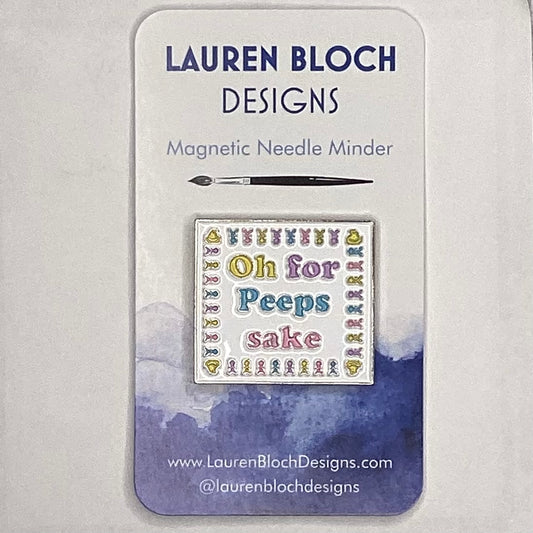 LAUREN BLOCH
DESIGNS
Magnetic Needle Minder
Oh for
Peeps
sake
www.LaurenBlochDesigns.com
@laurenblochdesigns